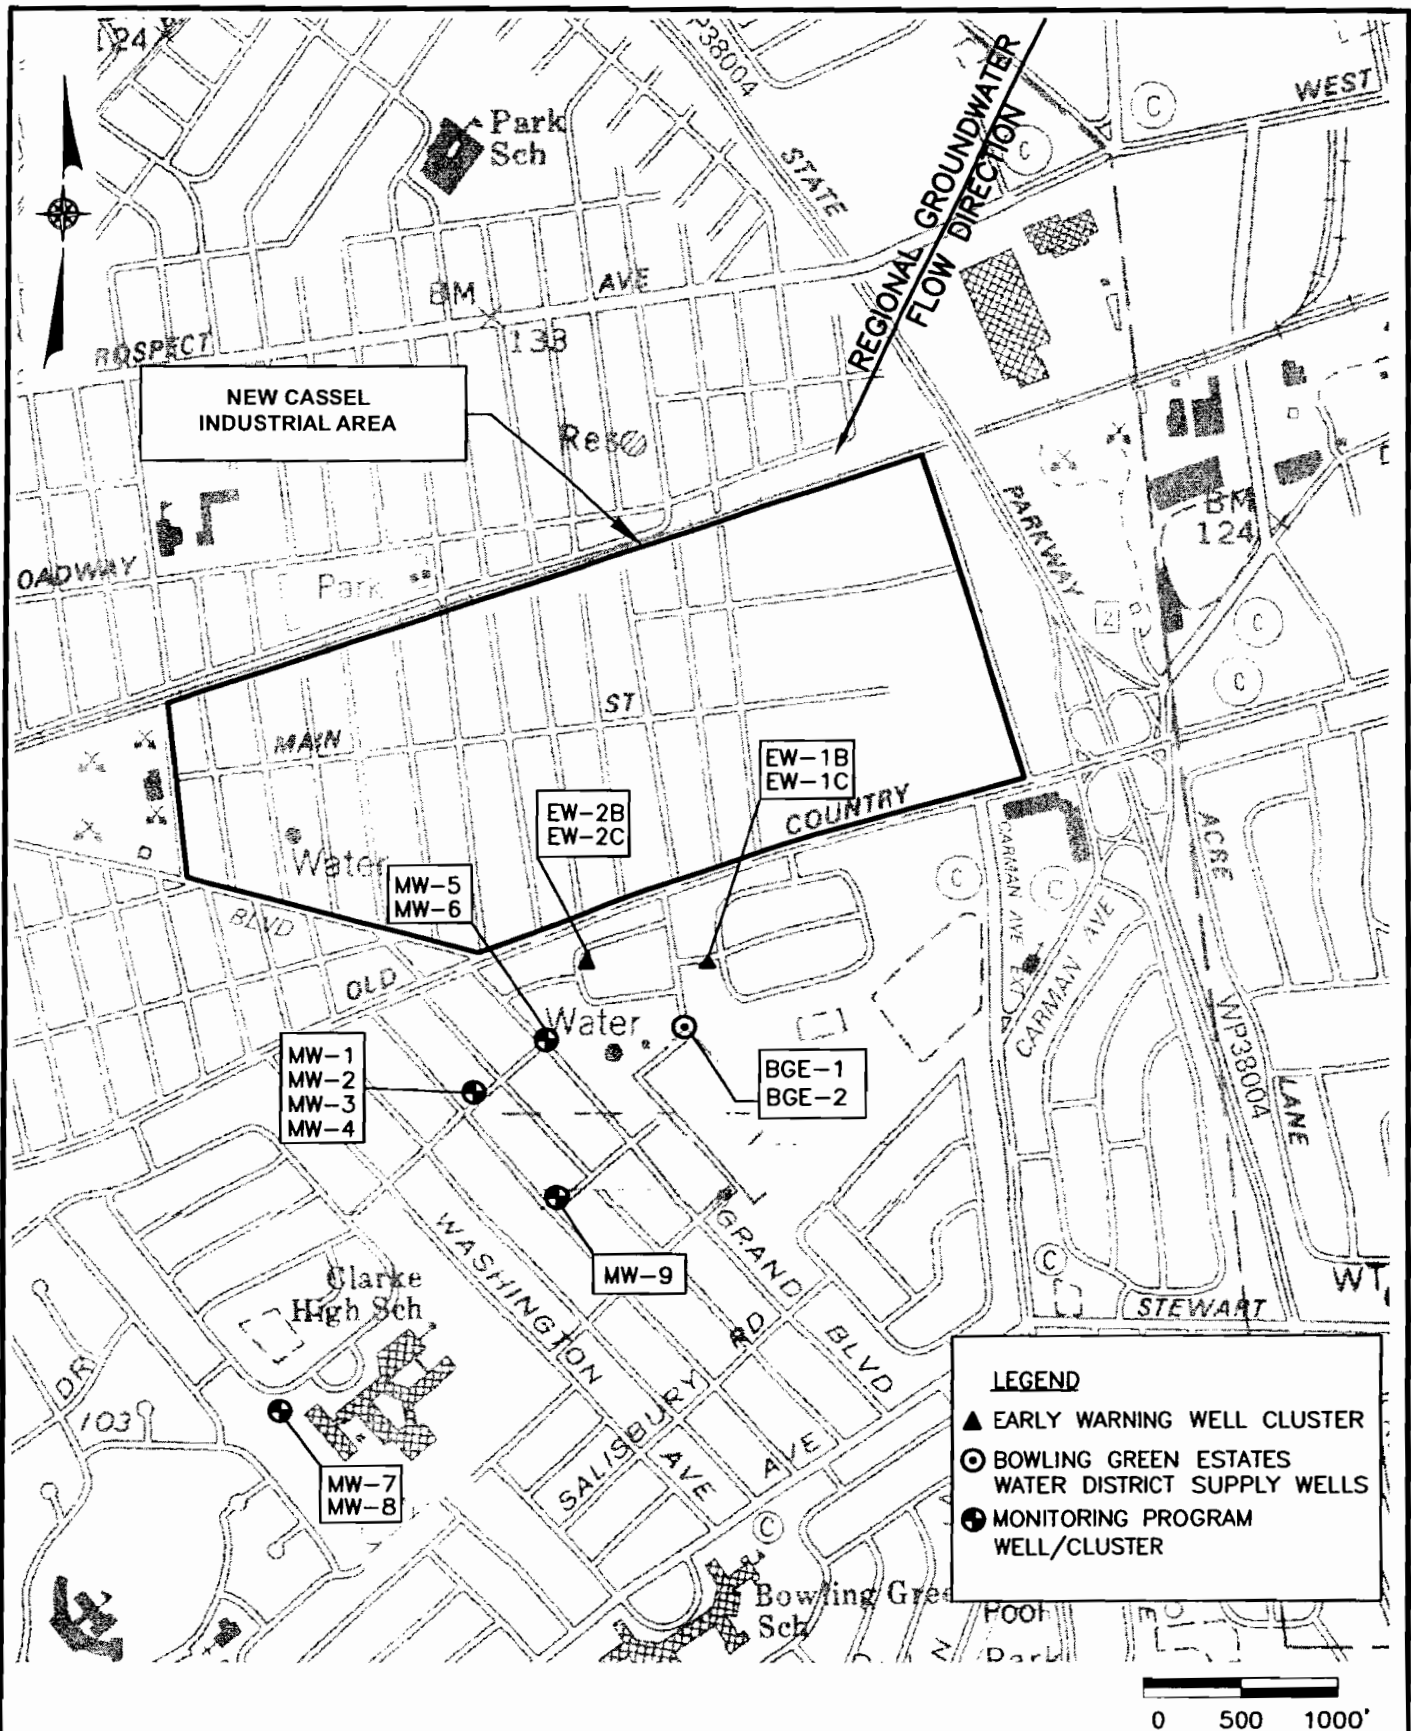 124
WP38004
Park
Sch
STATE
REGIONAL GROUNDWATER
FLOW DIRECTION
C
C
WEST
AVE
BM
133
ROSPECT
NEW CASSEL
INDUSTRIAL AREA
Res
BM
124
OADWAY
Park
PARKWAY
2
C
C
ST
MAIN
EW-1B
EW-1C
EW-2B
EW-2C
COUNTRY
Water
MW-5
MW-6
BLVD
OLD
C
CARMAN AVE
EXT
C
CARMAN AVE
ACRE
LANE
WP38004
Water
MW-1
MW-2
MW-3
MW-4
BGE-1
BGE-2
MW-9
WASHINGTON
AVE
GRAND
BLVD
Clarke
High Sch
SALISBURY
RD
C
STEWART
AVE
WT
DR
103
MW-7
MW-8
C
Bowling Gree
Sch
Pool
Park
LEGEND
EARLY WARNING WELL CLUSTER
BOWLING GREEN ESTATES
WATER DISTRICT SUPPLY WELLS
MONITORING PROGRAM
WELL/CLUSTER
0 500 1000'